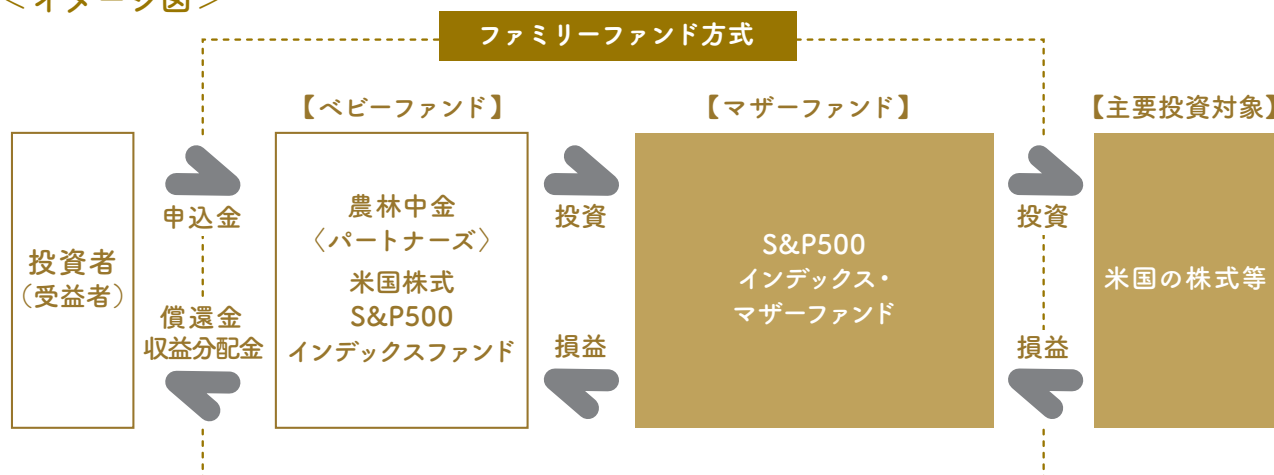 ＜イメージ図＞
ファミリーファンド方式
【ベビーファンド】
【マザーファンド】
【主要投資対象】
投資者
（受益者）
申込金
償還金
収益分配金
農林中金
〈パートナーズ〉
米国株式
S&P500
インデックスファンド
投資
損益
S&P500
インデックス・
マザーファンド
投資
損益
米国の株式等